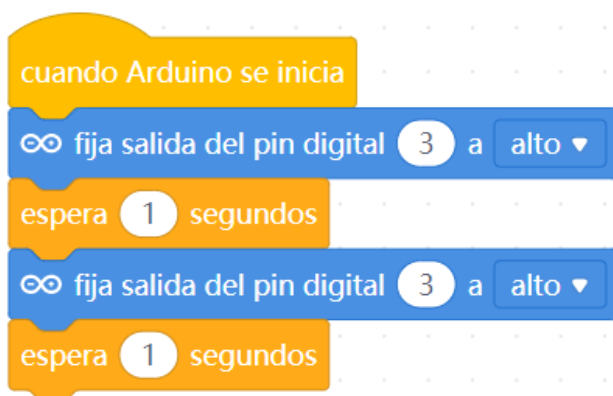 cuando Arduino se inicia
fija salida del pin digital 3 a alto
espera 1 segundos
fija salida del pin digital 3 a alto
espera 1 segundos